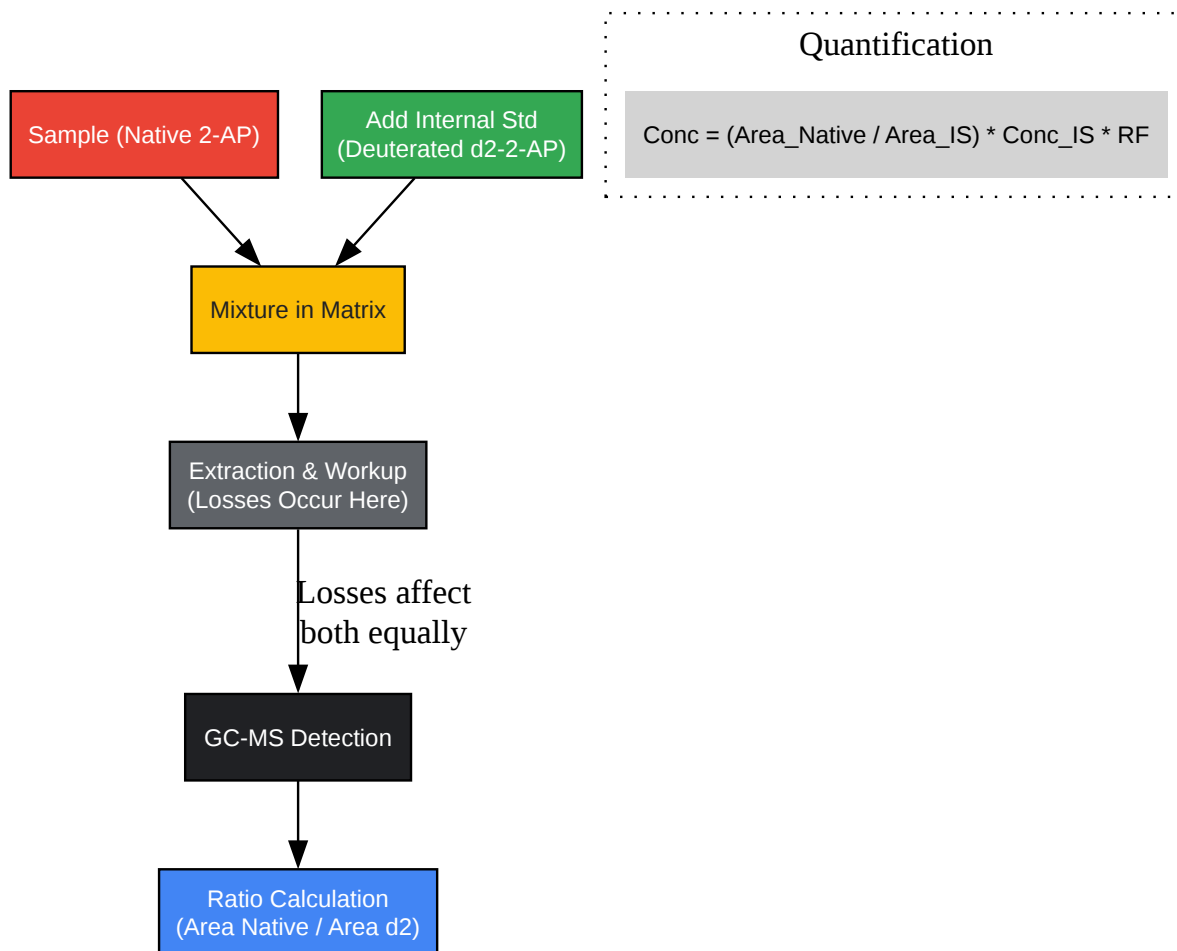 Quantification
Sample (Native 2-AP)
Add Internal Std
(Deuterated d2-2-AP)
Conc = (Area_Native / Area_IS) * Conc_IS * RF
Mixture in Matrix
Extraction & Workup
(Losses Occur Here)
Losses affect
both equally
GC-MS Detection
Ratio Calculation
(Area Native / Area d2)